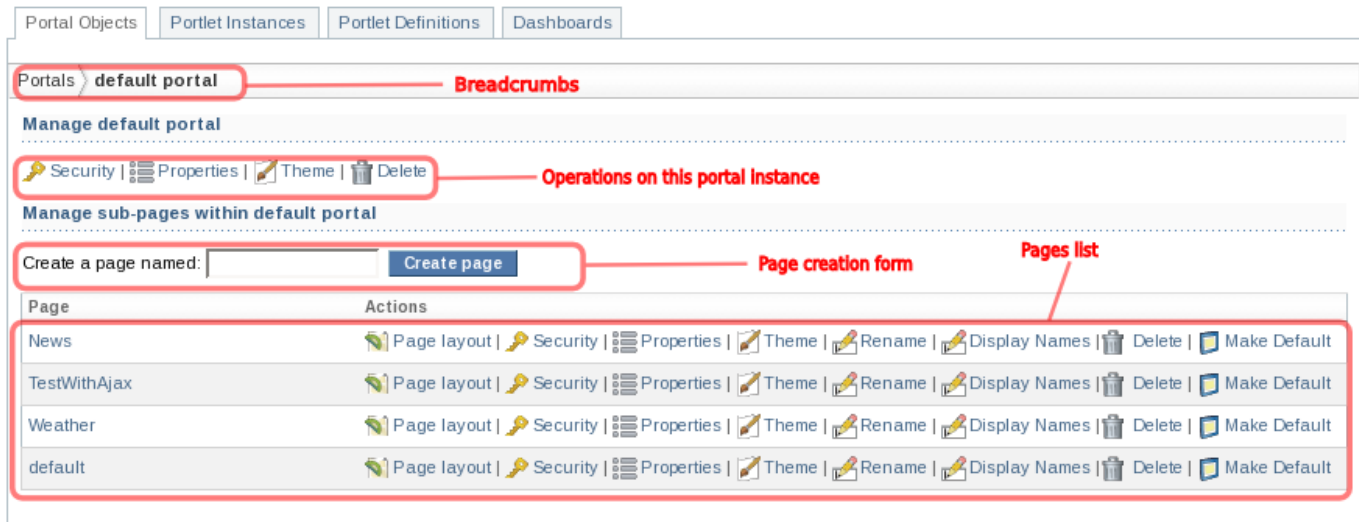 Portal Objects Portlet Instances Portlet Definitions Dashboards
Portals default portal Breadcrumbs
Manage default portal
Security | Properties | Theme | Delete Operations on this portal instance
Manage sub-pages within default portal
Pages list
Create a page named: Create page Page creation form
Page Actions
News Page layout | Security | Properties | Theme | Rename | Display Names | Delete | Make Default
TestWithAjax Page layout | Security | Properties | Theme | Rename | Display Names | Delete | Make Default
Weather Page layout | Security | Properties | Theme | Rename | Display Names | Delete | Make Default
default Page layout | Security | Properties | Theme | Rename | Display Names | Delete | Make Default